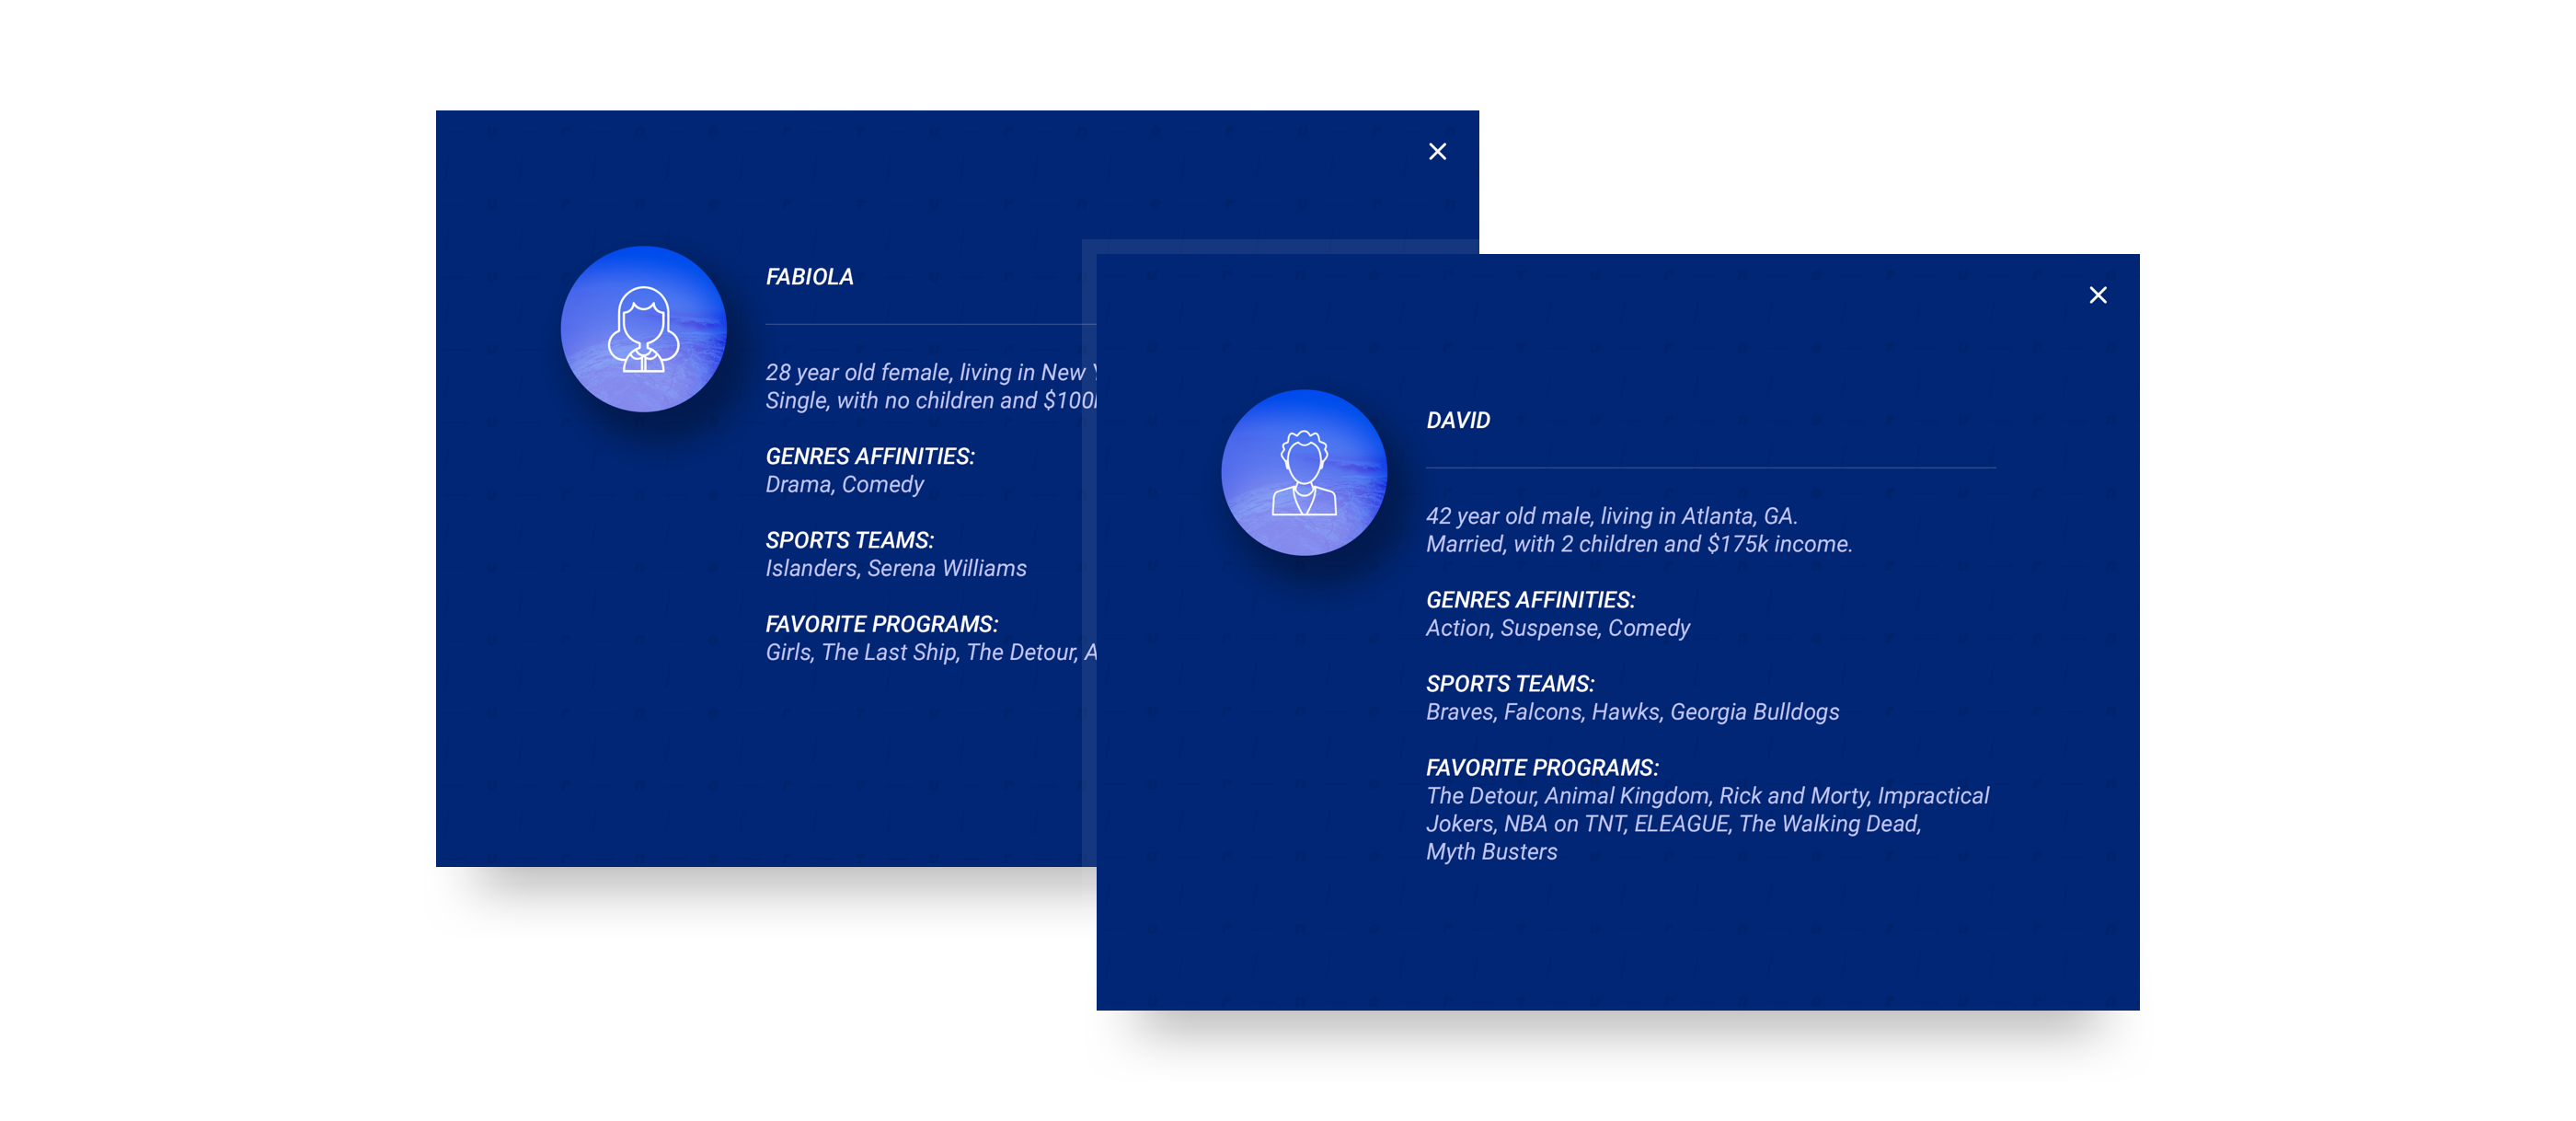 FABIOLA
28 year old female, living in New
Single, with no children and $100
GENRES AFFINITIES:
Drama, Comedy
SPORTS TEAMS:
Islanders, Serena Williams
FAVORITE PROGRAMS:
Girls, The Last Ship, The Detour,
DAVID
42 year old male, living in Atlanta, GA.
Married, with 2 children and $175k income.
GENRES AFFINITIES:
Action, Suspense, Comedy
SPORTS TEAMS:
Braves, Falcons, Hawks, Georgia Bulldogs
FAVORITE PROGRAMS:
The Detour, Animal Kingdom, Rick and Morty, Impractical
Jokers, NBA on TNT, ELEAGUE, The Walking Dead,
Myth Busters